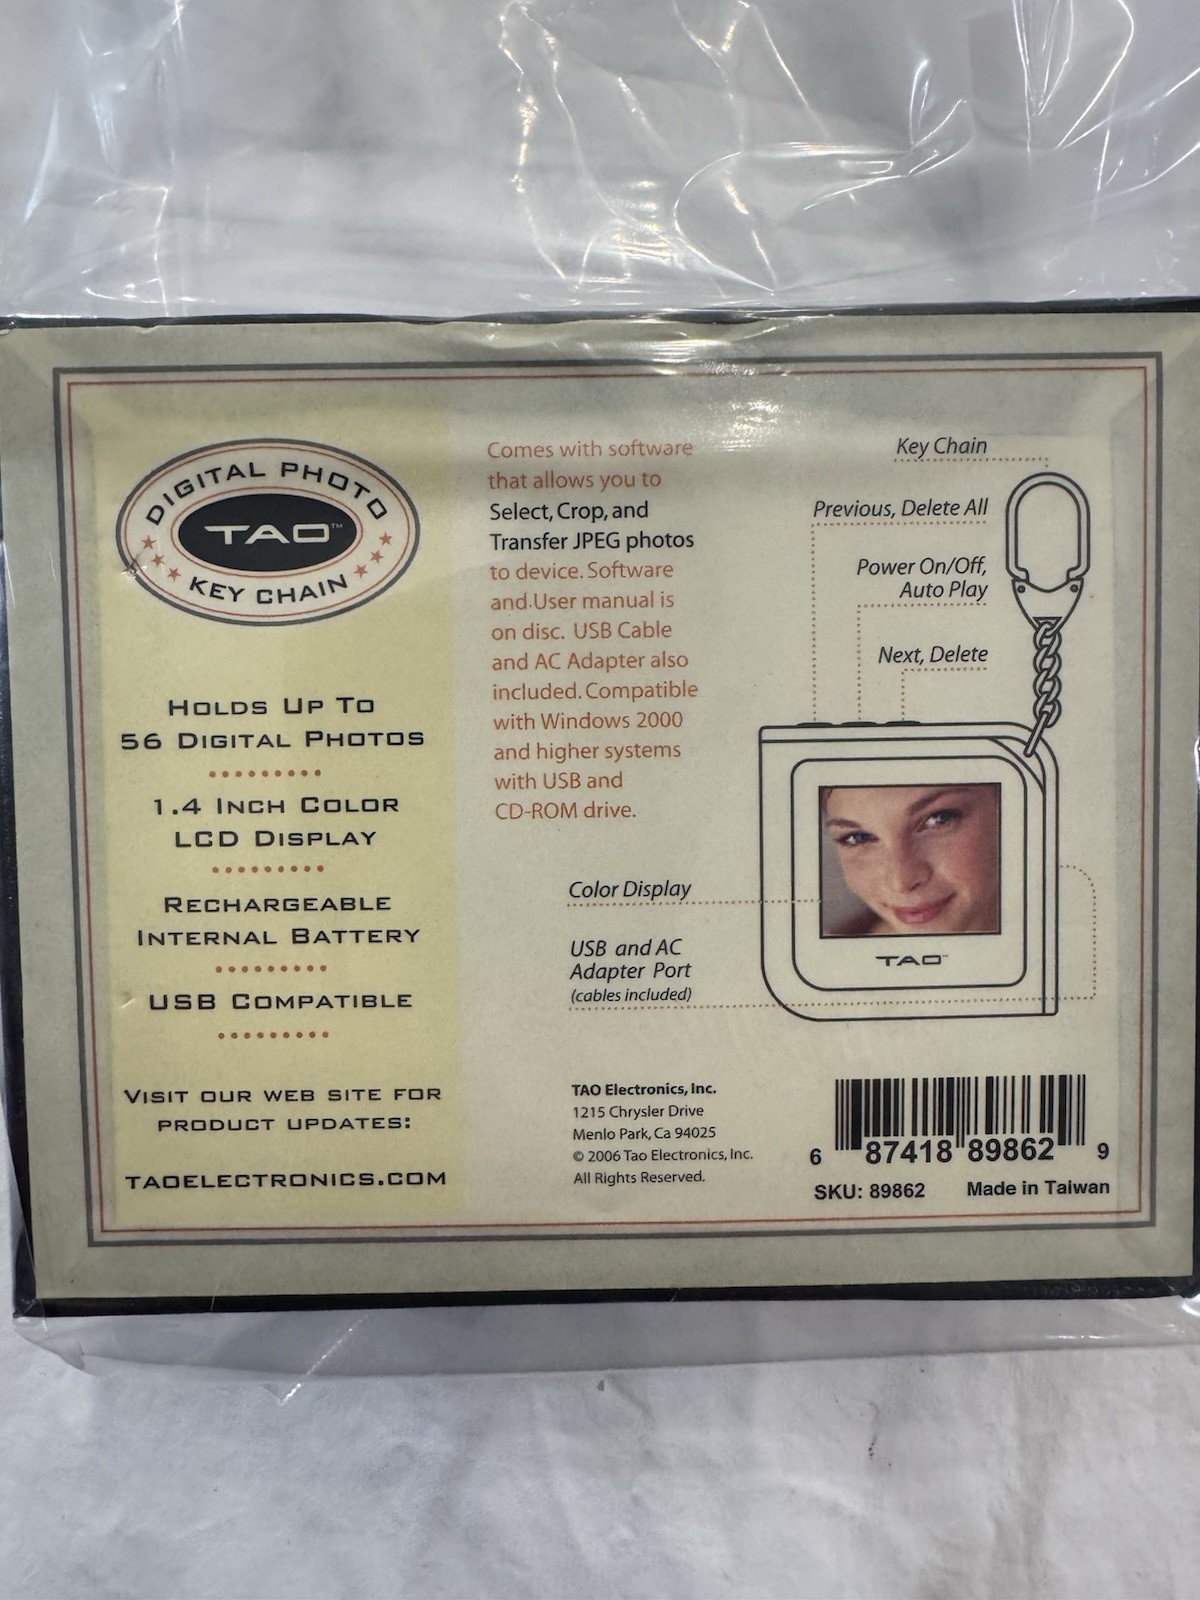 DIGITAL PHOTO
TAO™
KEY CHAIN
HOLDS UP TO
56 DIGITAL PHOTOS
1.4 INCH COLOR
LCD DISPLAY
RECHARGEABLE
INTERNAL BATTERY
USB COMPATIBLE
VISIT OUR WEB SITE FOR
PRODUCT UPDATES:
TAOELECTRONICS.COM
Comes with software
that allows you to
Select, Crop, and
Transfer JPEG photos
to device. Software
and User manual is
on disc. USB Cable
and AC Adapter also
included. Compatible
with Windows 2000
and higher systems
with USB and
CD-ROM drive.
Key Chain
Previous, Delete All
Power On/Off,
Auto Play
Next, Delete
Color Display
USB and AC
Adapter Port
(cables included)
TAO™
TAO Electronics, Inc.
1215 Chrysler Drive
Menlo Park, Ca 94025
© 2006 Tao Electronics, Inc.
All Rights Reserved.
6 87418 89862 9
SKU: 89862 Made in Taiwan